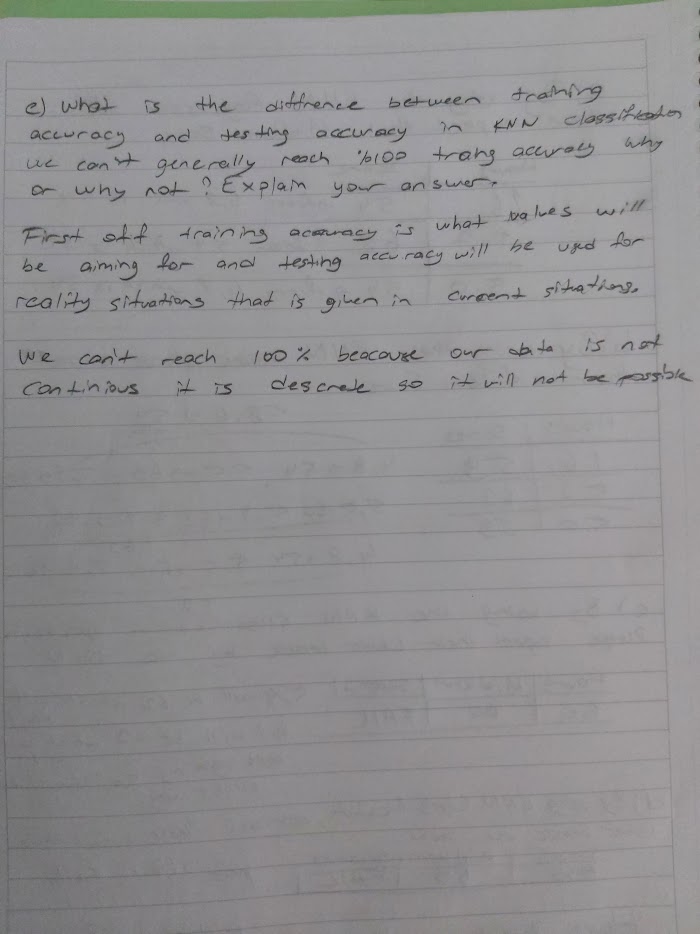 e) what is the diffrence between training
accuracy and testing accuracy in KNN classification
we can't generally reach %100 trang accuracy why
or why not? Explain your answer.
First off training accuracy is what values will
be aiming for and testing accuracy will be used for
reality situations that is given in current situations.
we can't reach 100% beacouse our data is not
continious it is descrete so it will not be possible